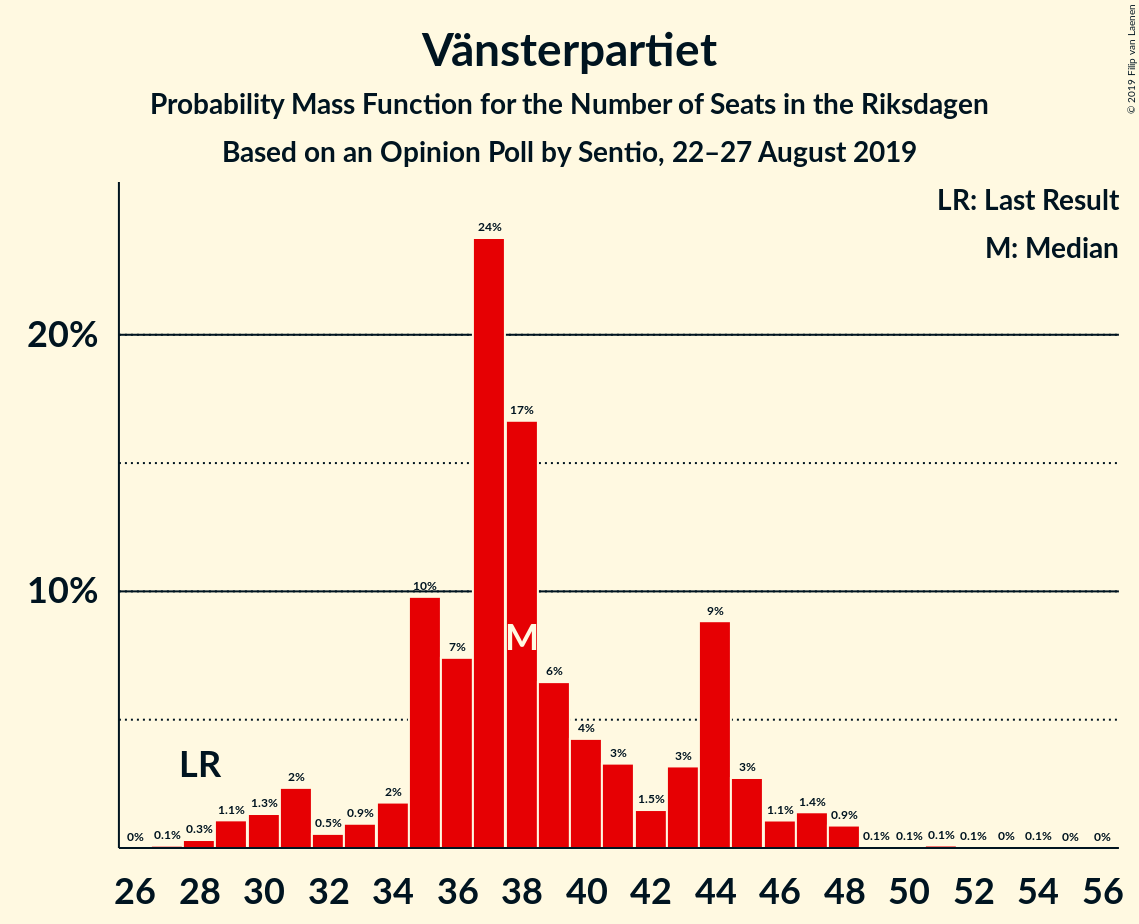 Vänsterpartiet
Probability Mass Function for the Number of Seats in the Riksdagen
Based on an Opinion Poll by Sentio, 22–27 August 2019
© 2019 Filip van Laenen
LR: Last Result
M: Median
20%
10%
LR
M
0% 0.1% 0.3% 1.1% 1.3% 2% 0.5% 0.9% 2% 10% 7% 24% 17% 6% 4% 3% 1.5% 3% 9% 3% 1.1% 1.4% 0.9% 0.1% 0.1% 0.1% 0.1% 0% 0.1% 0% 0%
26 28 30 32 34 36 38 40 42 44 46 48 50 52 54 56